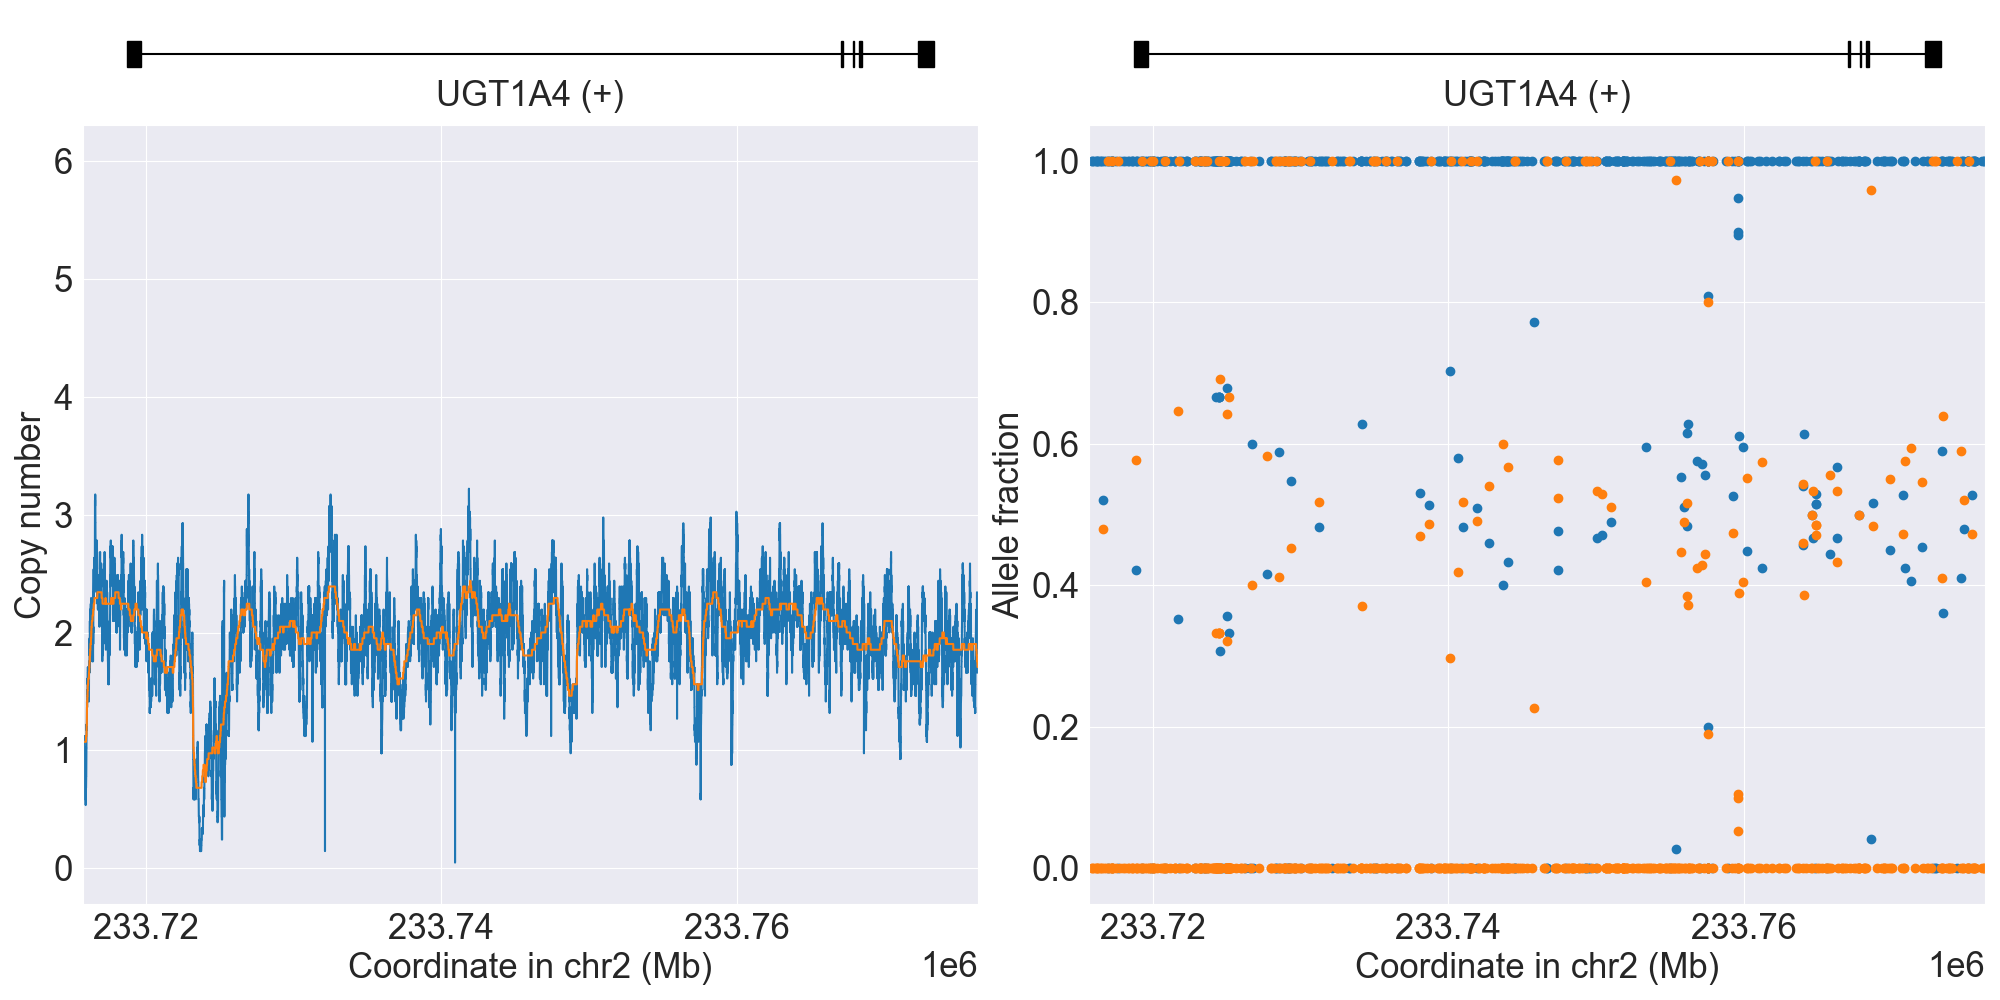 UGT1A4 (+)
6
5
4
3
2
1
0
Copy number
233.72
233.74
233.76
Coordinate in chr2 (Mb)
1e6
UGT1A4 (+)
1.0
0.8
0.6
0.4
0.2
0.0
Allele fraction
233.72
233.74
233.76
Coordinate in chr2 (Mb)
1e6